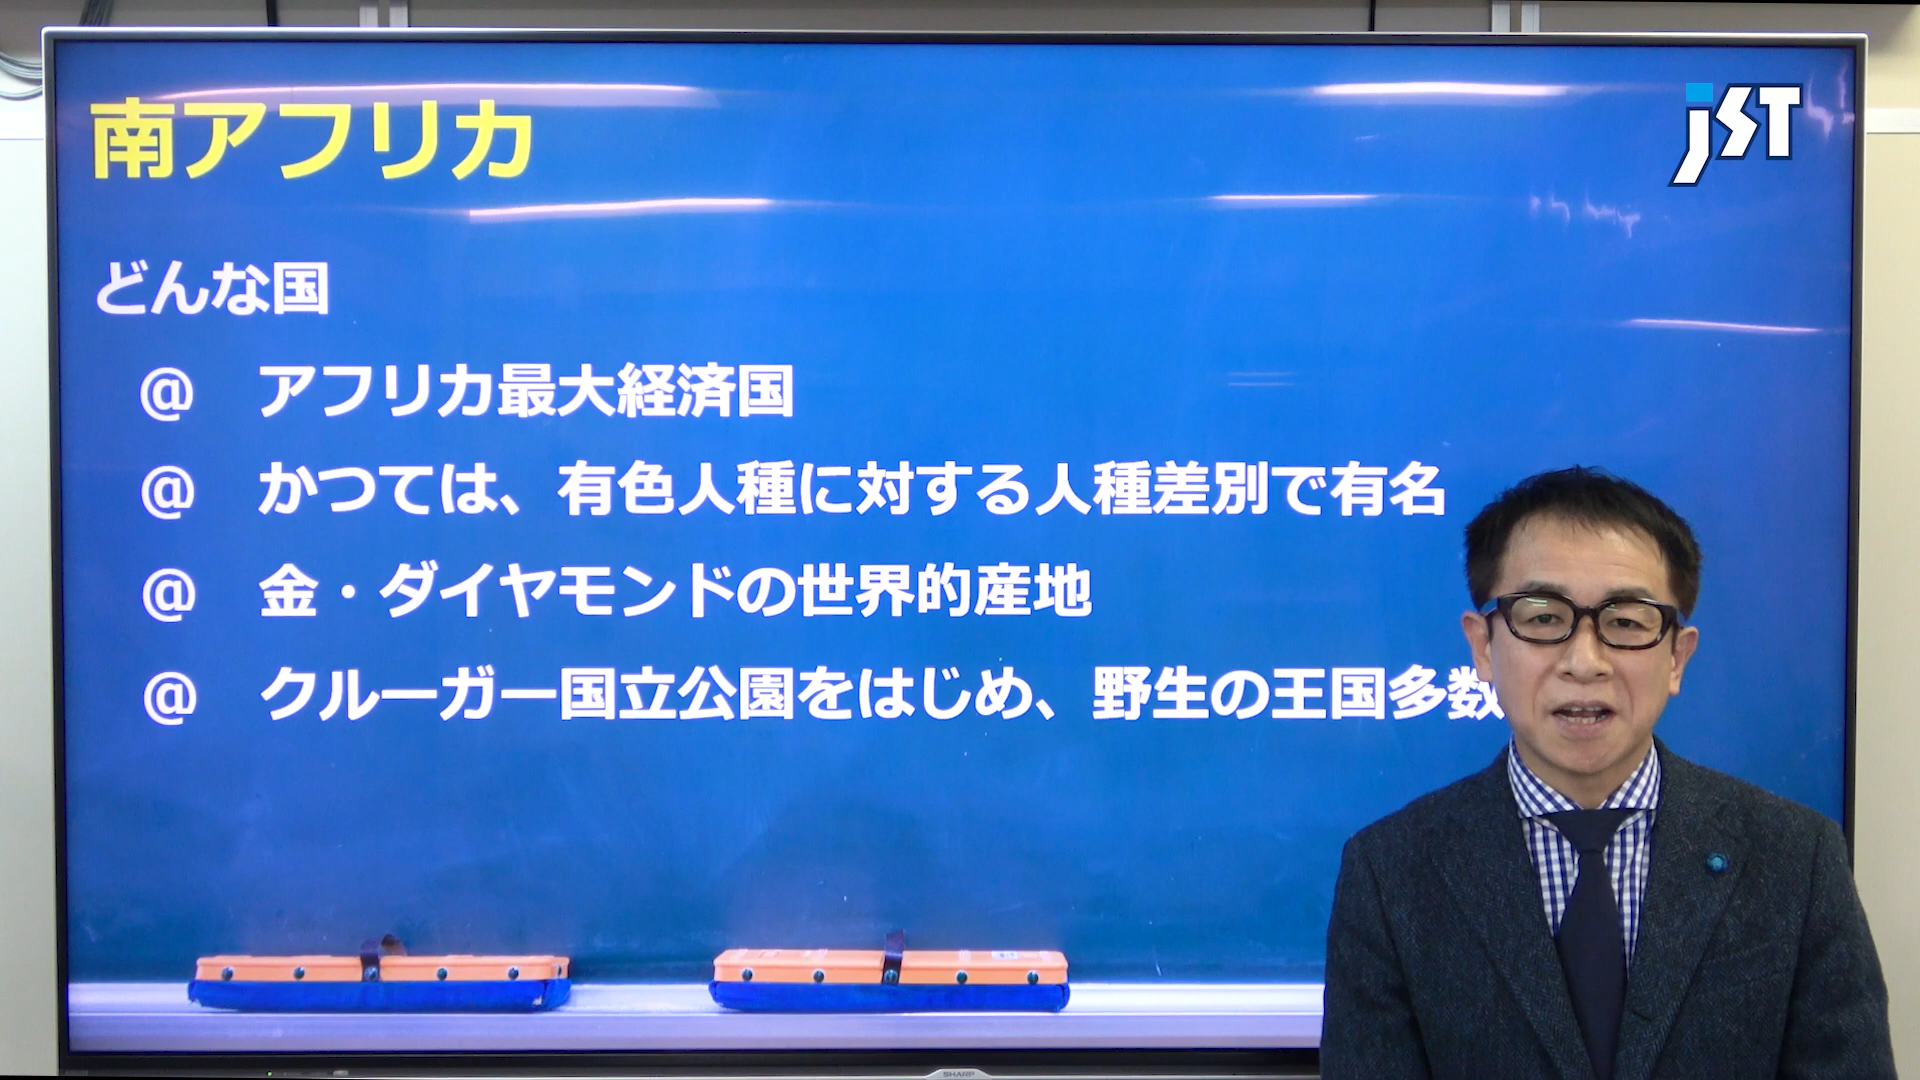 南アフリカ
jST
どんな国
@ アフリカ最大経済国
@ かつては、有色人種に対する人種差別で有名
@ 金・ダイヤモンドの世界的産地
@ クルーガー国立公園をはじめ、野生の王国多数
SHARP